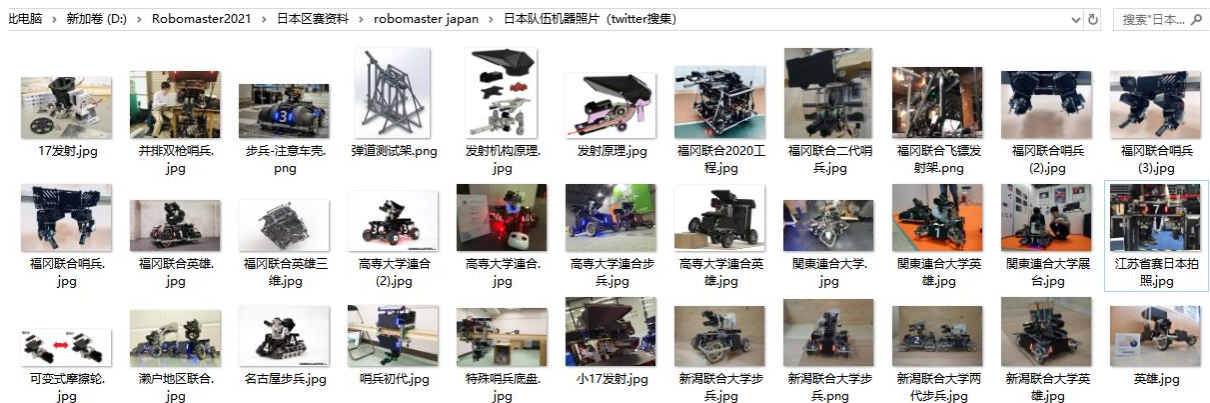 比电脑 › 新加卷 (D:) › Robomaster2021 › 日本区赛资料 › robomaster japan › 日本队伍机器照片（twitter搜集）
搜索"日本...
17发射.jpg
并排双枪哨兵.
jpg
步兵-注意车壳.
png
弹道测试架.png
发射机构原理.
jpg
发射原理.jpg
福冈联合2020工
程.jpg
福冈联合二代哨
兵.jpg
福冈联合飞镖发
射架.png
福冈联合哨兵
(2).jpg
福冈联合哨兵
(3).jpg
福冈联合哨兵.
jpg
福冈联合英雄.
jpg
福冈联合英雄三
维.jpg
高専大学連合
(2).jpg
高専大学連合.
jpg
高専大学連合步
兵.jpg
高専大学連合英
雄.jpg
関東連合大学.
jpg
関東連合大学英
雄.jpg
関東連合大学展
台.jpg
江苏省赛日本拍
照.jpg
可变式摩擦轮.
jpg
濑户地区联合.
jpg
名古屋步兵.jpg
哨兵初代.jpg
特殊哨兵底盘.
jpg
小17发射.jpg
新潟联合大学步
兵.jpg
新潟联合大学步
兵.png
新潟联合大学两
代步兵.jpg
新潟联合大学英
雄.jpg
英雄.jpg